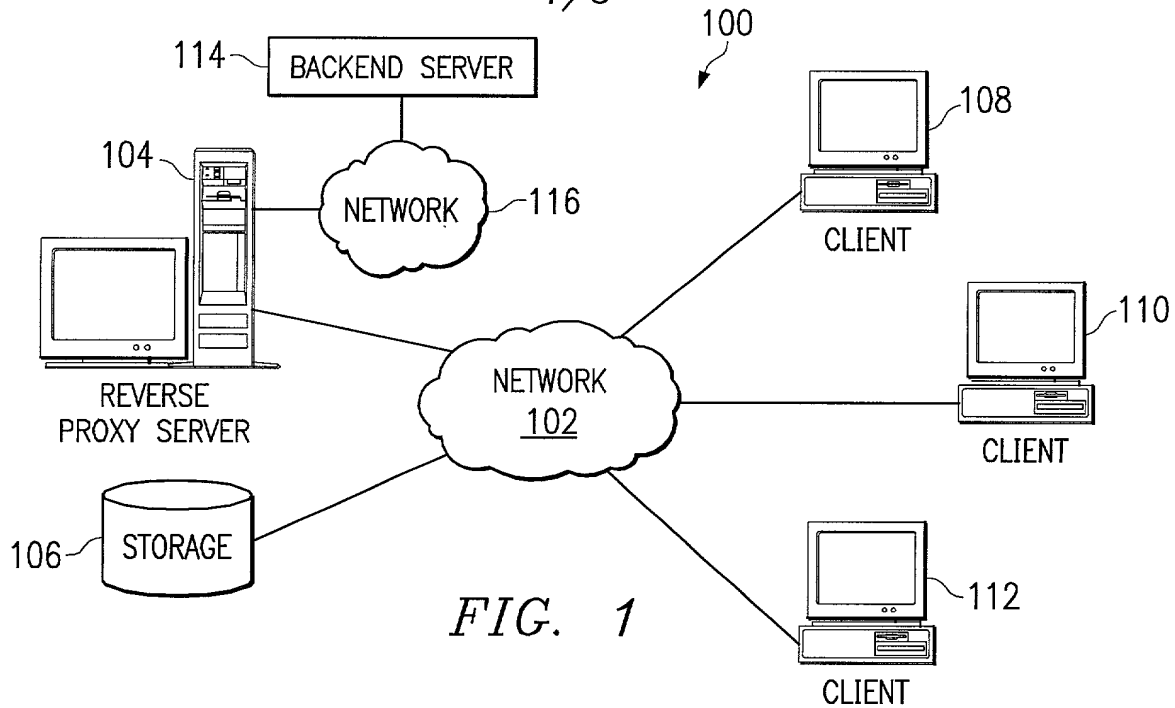 100
114
BACKEND SERVER
108
104
NETWORK
116
CLIENT
110
NETWORK
102
REVERSE
PROXY SERVER
CLIENT
106
STORAGE
112
FIG. 1
CLIENT